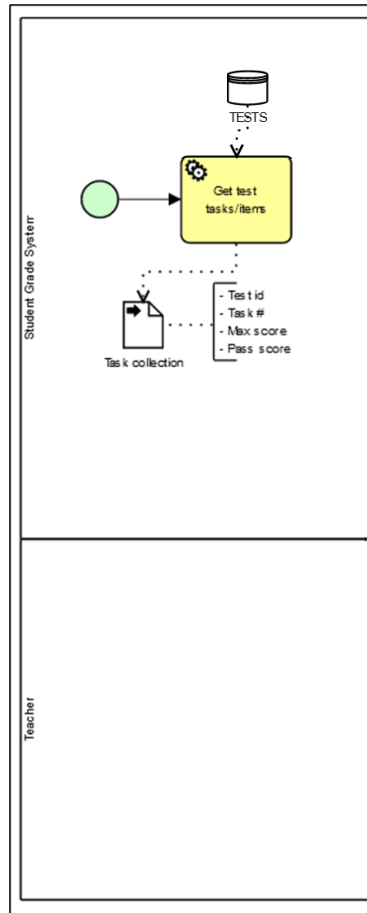 TESTS
Get test
tasks/items
- Test id
- Task #
- Max score
- Pass score
Task collection
Student Grade System
Teacher